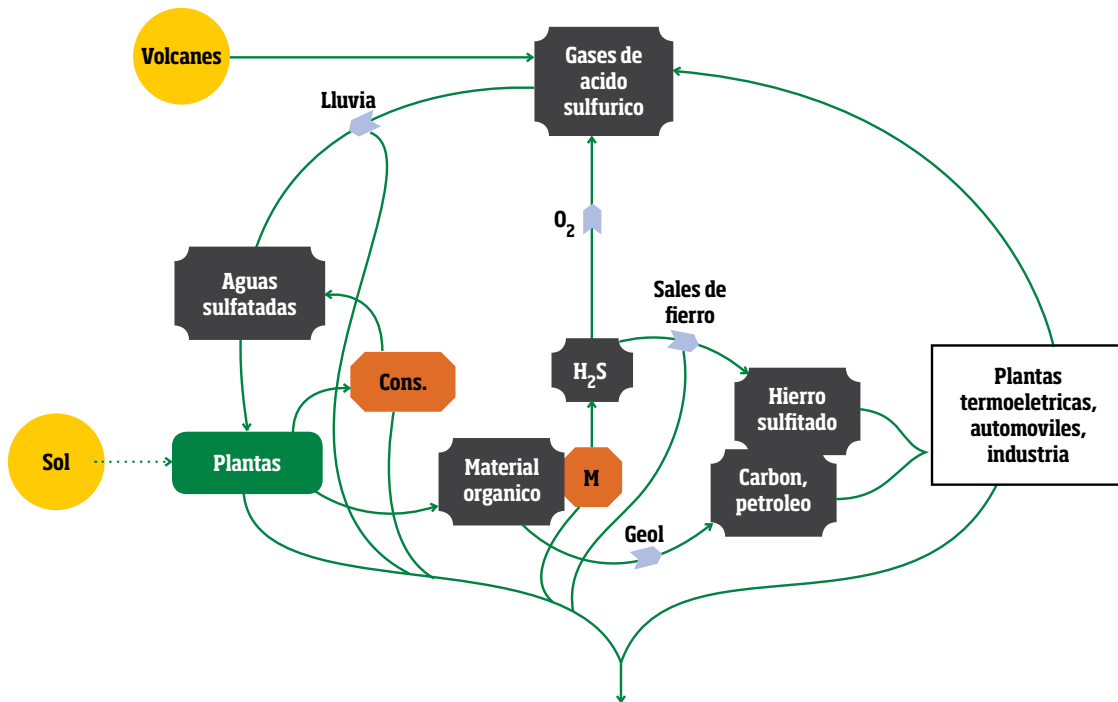 Volcanes
Gases de
acido
sulfurico
Lluvia
O₂
Aguas
sulfatadas
Sales de
fierro
H₂S
Cons.
Plantas
termoeletricas,
automoviles,
industria
Hierro
sulfitado
Sol
Plantas
Material
organico
M
Carbon,
petroleo
Geol